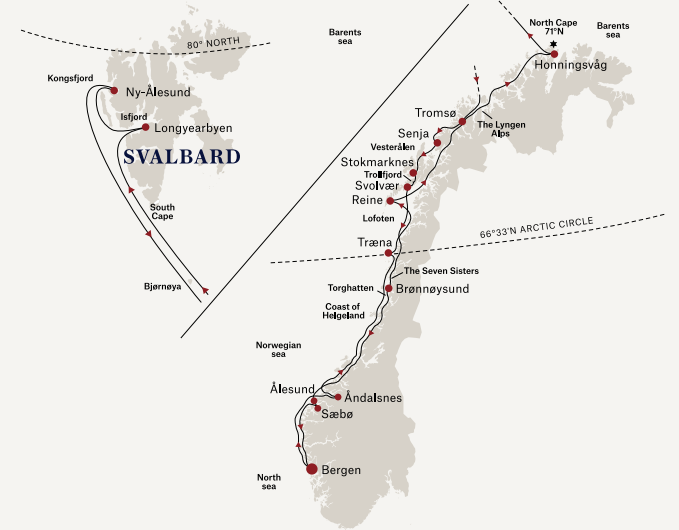 80° NORTH
Kongsfjord
Ny-Ålesund
Isfjord
Longyearbyen
SVALBARD
South
Cape
Bjørnøya
Barents
sea
North Cape
71°N
Barents
sea
Honningsvåg
Tromsø
The Lyngen
Alps
Senja
Vesterålen
Stokmarknes
Trollfjord
Svolvær
Reine
Lofoten
66°33'N ARCTIC CIRCLE
Træna
The Seven Sisters
Torghatten
Brønnøysund
Coast of
Helgeland
Norwegian
sea
Ålesund
Åndalsnes
Sæbø
Bergen
North
sea